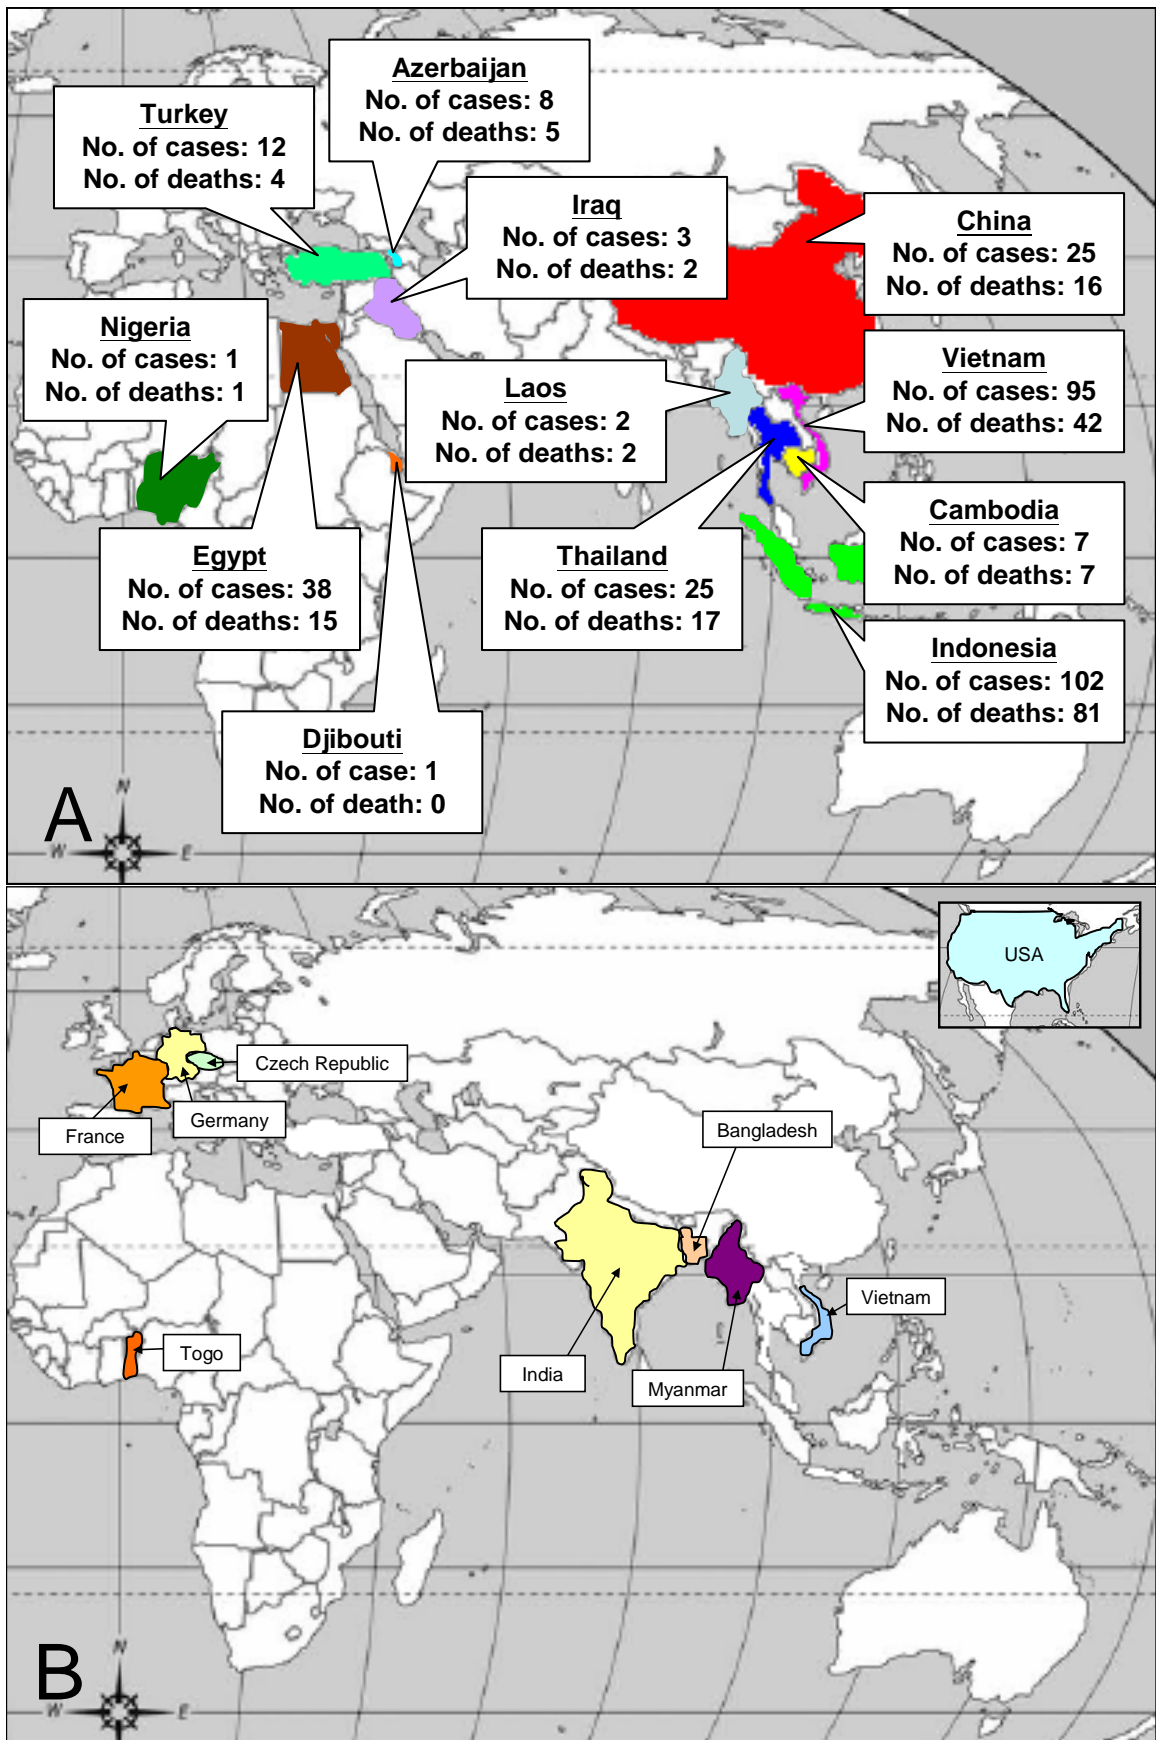 Azerbaijan
No. of cases: 8
No. of deaths: 5
Turkey
No. of cases: 12
No. of deaths: 4
Iraq
No. of cases: 3
No. of deaths: 2
China
No. of cases: 25
No. of deaths: 16
Nigeria
No. of cases: 1
No. of deaths: 1
Laos
No. of cases: 2
No. of deaths: 2
Vietnam
No. of cases: 95
No. of deaths: 42
Egypt
No. of cases: 38
No. of deaths: 15
Thailand
No. of cases: 25
No. of deaths: 17
Cambodia
No. of cases: 7
No. of deaths: 7
Indonesia
No. of cases: 102
No. of deaths: 81
Djibouti
No. of case: 1
No. of death: 0
A
N
W
E
USA
Czech Republic
Germany
France
Bangladesh
Vietnam
Togo
India
Myanmar
B
N
W
E